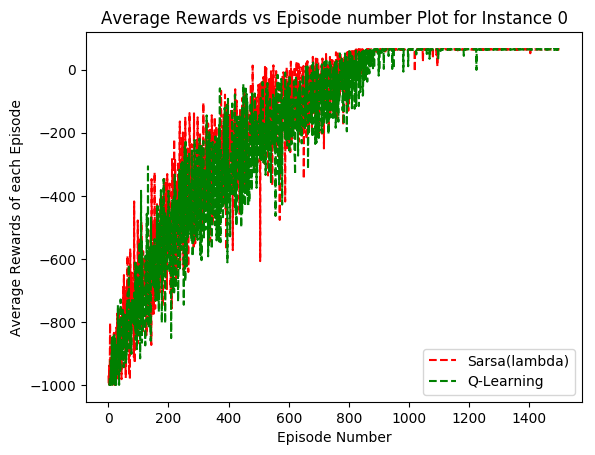 Average Rewards vs Episode number Plot for Instance 0
Average Rewards of each Episode
0
−200
−400
−600
−800
−1000
0 200 400 600 800 1000 1200 1400
Episode Number
Sarsa(lambda)
Q-Learning